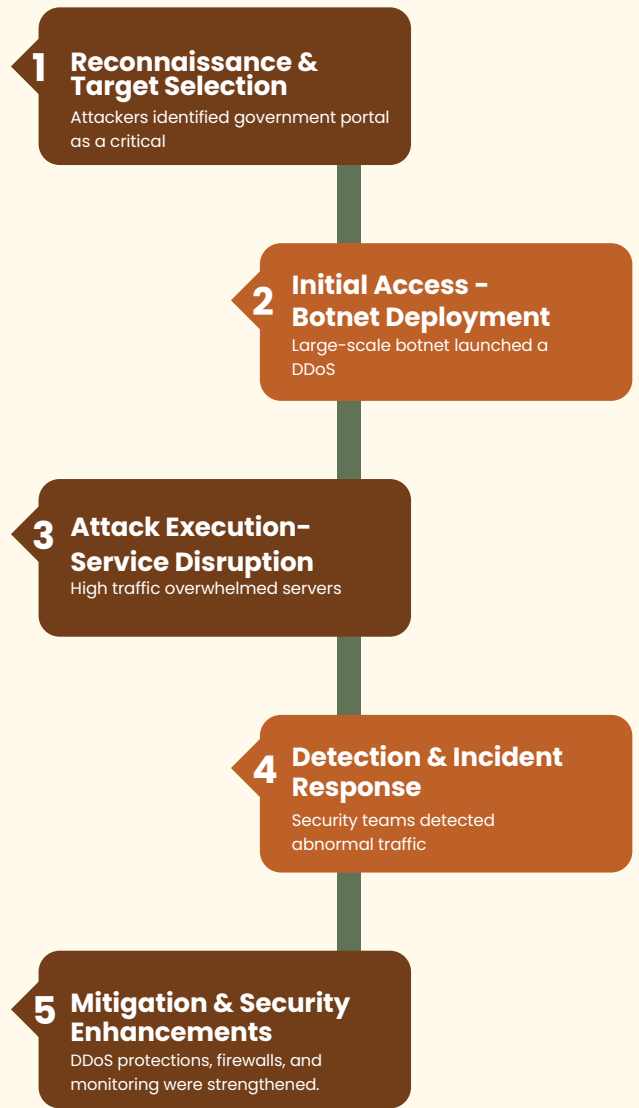 1
Reconnaissance &
Target Selection
Attackers identified government portal
as a critical
2
Initial Access -
Botnet Deployment
Large-scale botnet launched a
DDoS
3
Attack Execution-
Service Disruption
High traffic overwhelmed servers
4
Detection & Incident
Response
Security teams detected
abnormal traffic
5
Mitigation & Security
Enhancements
DDoS protections, firewalls, and
monitoring were strengthened.